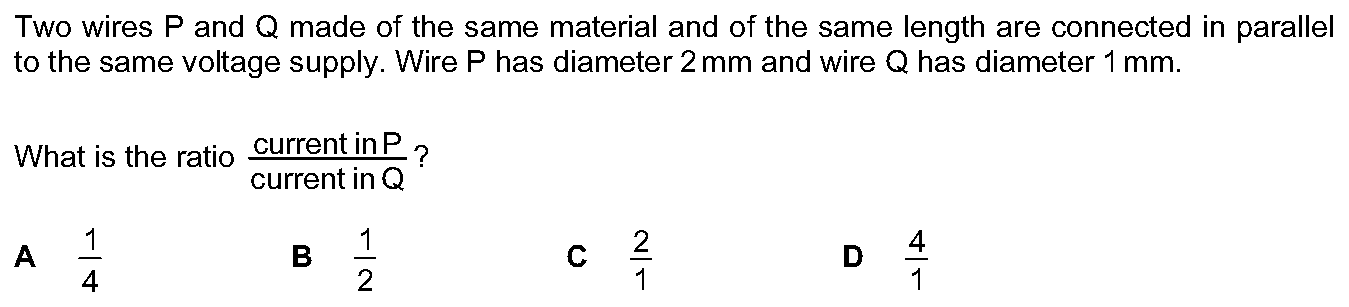 Two wires P and Q made of the same material and of the same length are connected in parallel
to the same voltage supply. Wire P has diameter 2 mm and wire Q has diameter 1 mm.
What is the ratio current in P / current in Q ?
A 1/4 B 1/2 C 2/1 D 4/1